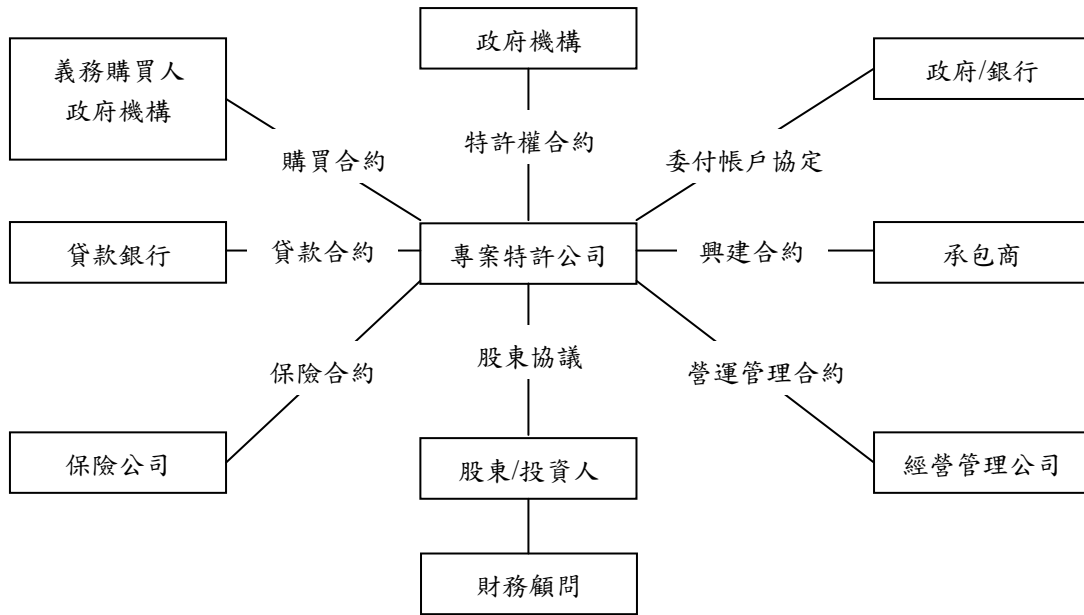 政府機構
義務購買人
政府機構
政府/銀行
購買合約
特許權合約
委付帳戶協定
貸款銀行
貸款合約
專案特許公司
興建合約
承包商
保險合約
股東協議
營運管理合約
保險公司
股東/投資人
經營管理公司
財務顧問